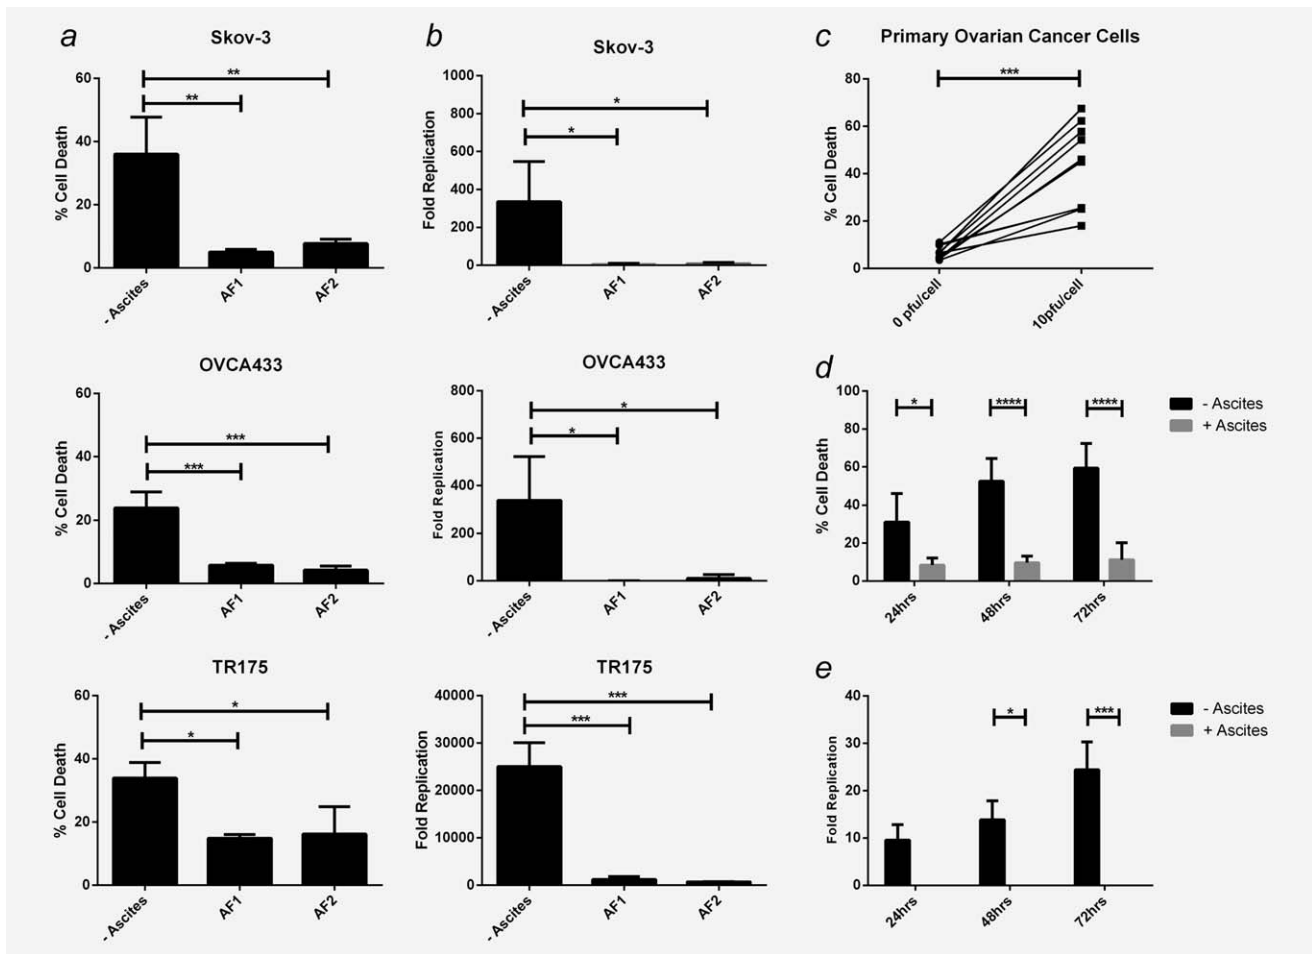 a
Skov-3
60
40
20
0
% Cell Death
**
**
- Ascites
AF1
AF2
b
Skov-3
1000
800
600
400
200
0
Fold Replication
*
*
- Ascites
AF1
AF2
c
Primary Ovarian Cancer Cells
80
60
40
20
0
% Cell Death
***
0 pfu/cell
10pfu/cell
OVCA433
60
40
20
0
% Cell Death
***
***
- Ascites
AF1
AF2
OVCA433
800
600
400
200
0
Fold Replication
*
*
- Ascites
AF1
AF2
d
100
80
60
40
20
0
% Cell Death
*
****
****
24hrs
48hrs
72hrs
- Ascites
+ Ascites
TR175
60
40
20
0
% Cell Death
*
*
- Ascites
AF1
AF2
TR175
40000
30000
20000
10000
0
Fold Replication
***
***
- Ascites
AF1
AF2
e
40
30
20
10
0
Fold Replication
*
***
24hrs
48hrs
72hrs
- Ascites
+ Ascites